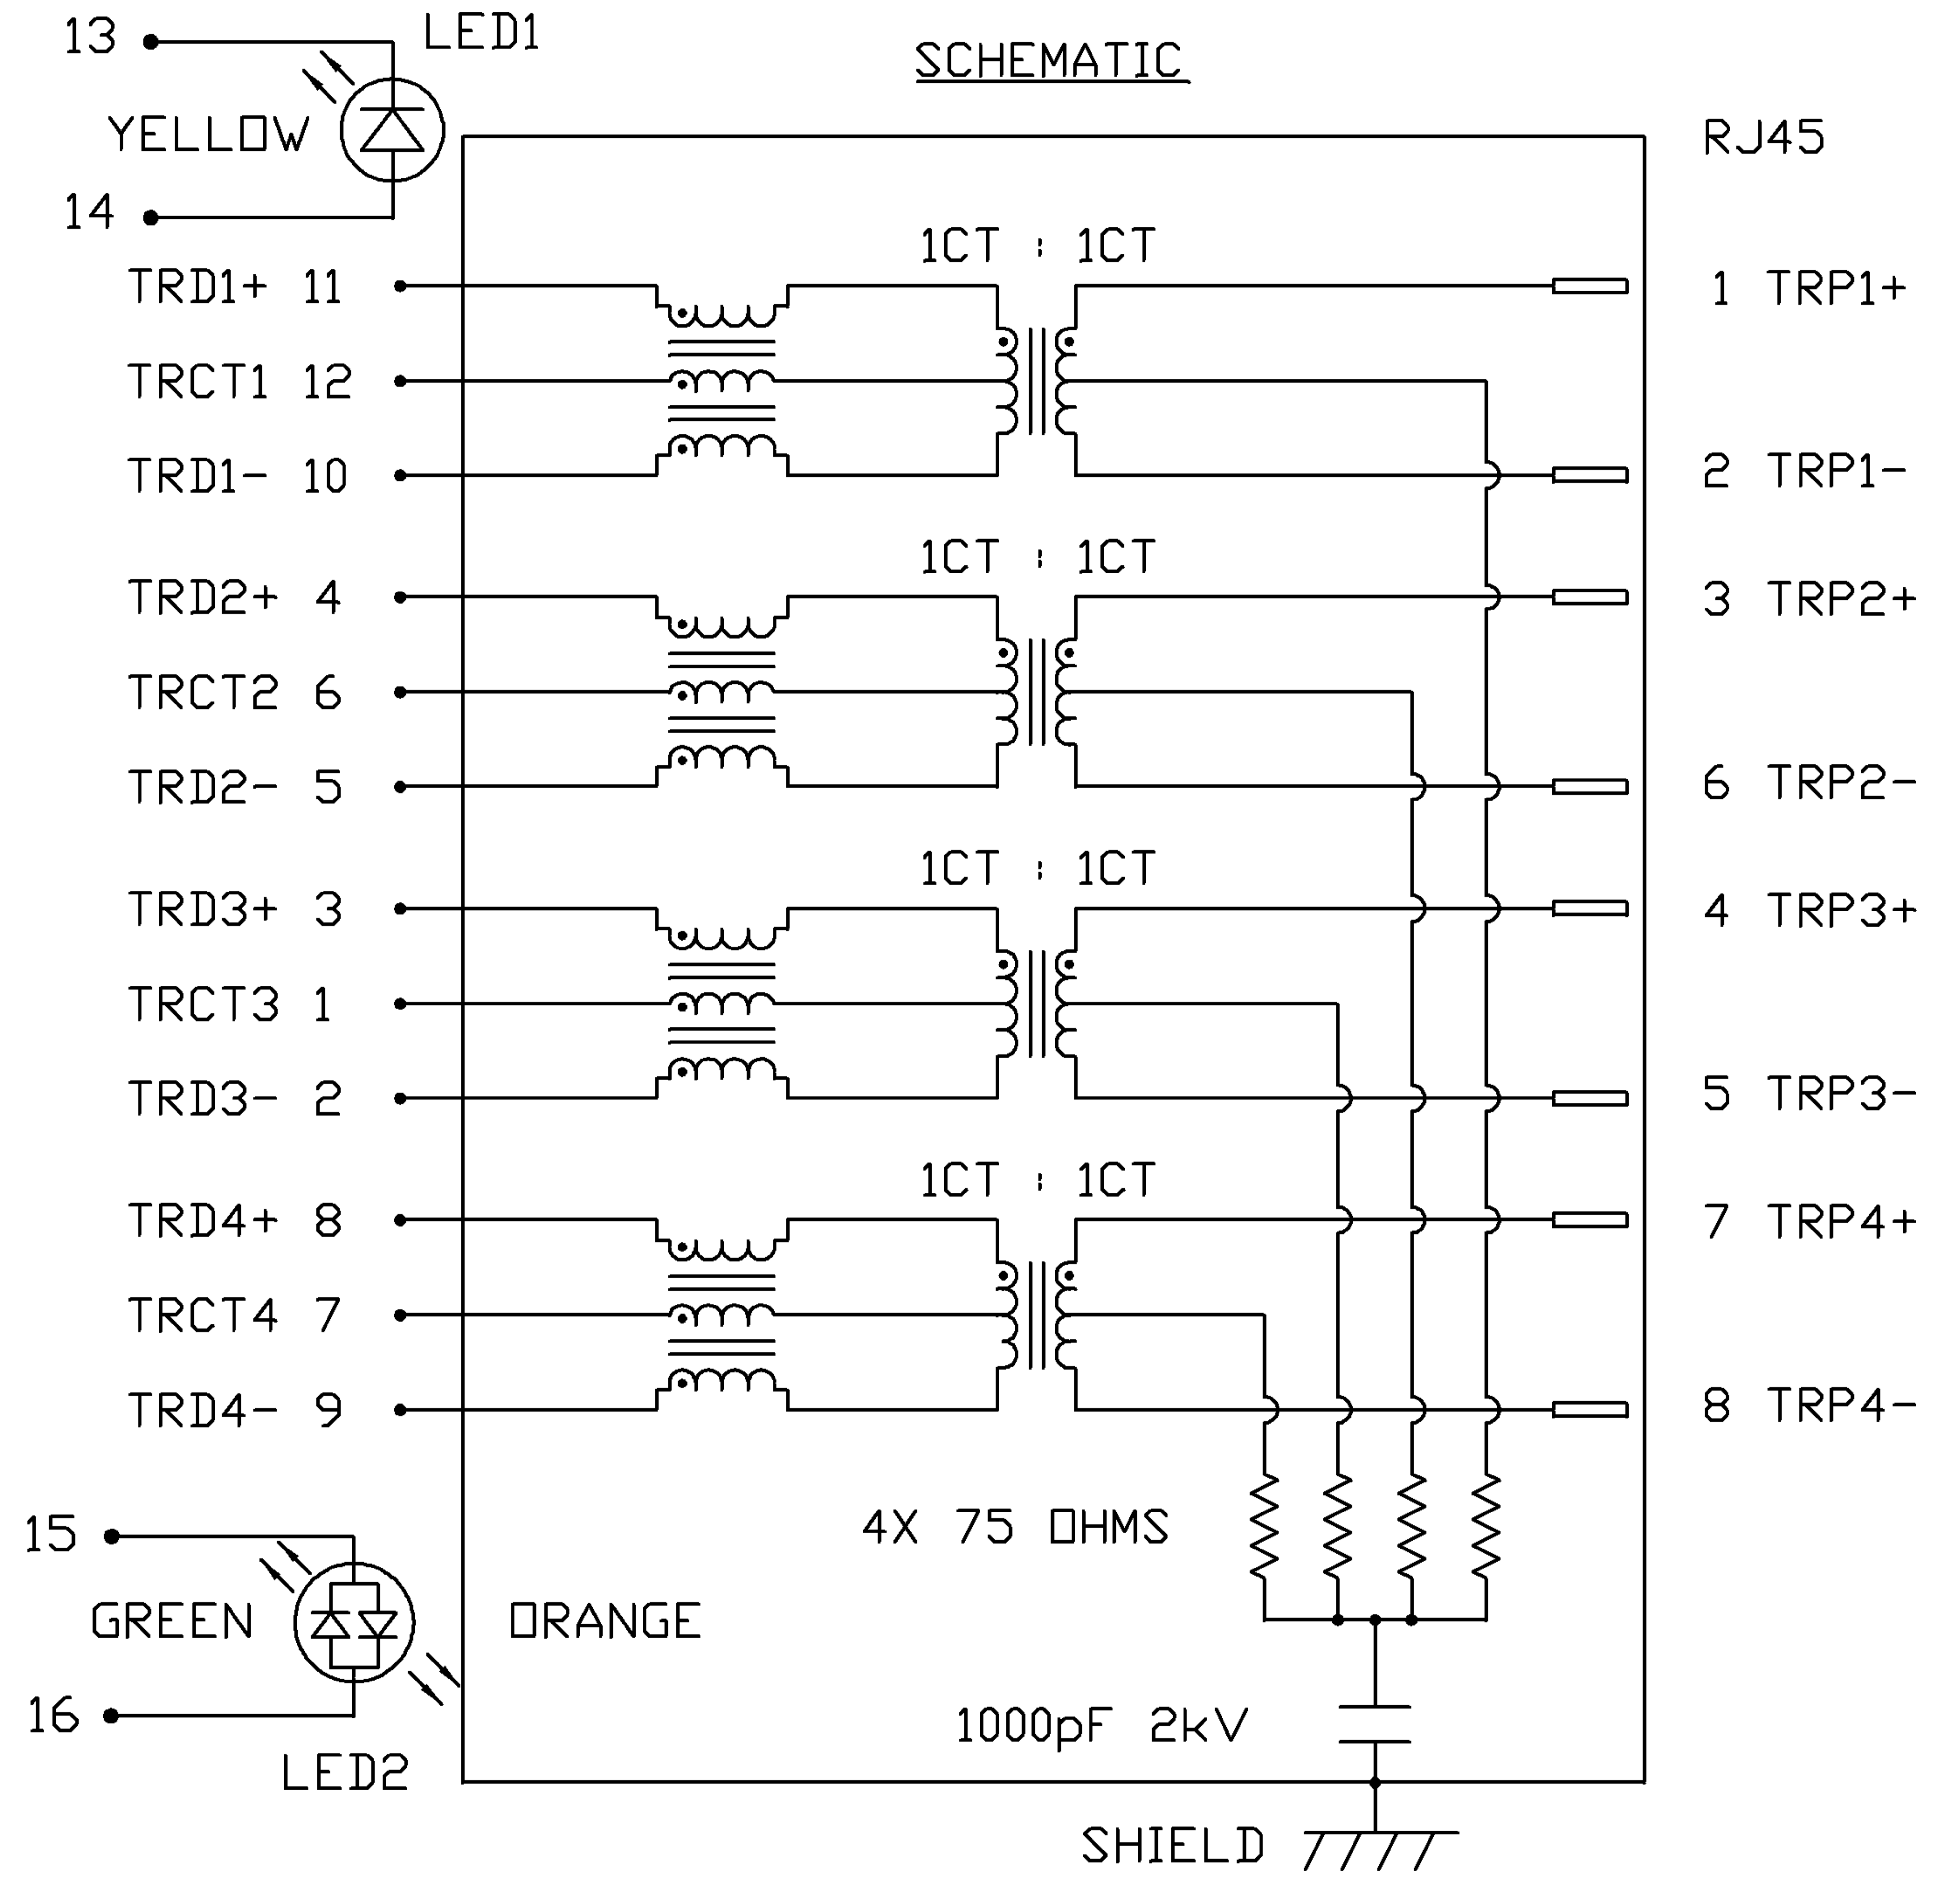 13 LED1
SCHEMATIC
YELLOW
RJ45
14
1CT : 1CT
TRD1+ 11
1 TRP1+
TRCT1 12
TRD1- 10
2 TRP1-
1CT : 1CT
TRD2+ 4
3 TRP2+
TRCT2 6
TRD2- 5
6 TRP2-
1CT : 1CT
TRD3+ 3
4 TRP3+
TRCT3 1
TRD3- 2
5 TRP3-
1CT : 1CT
TRD4+ 8
7 TRP4+
TRCT4 7
TRD4- 9
8 TRP4-
15
4X 75 OHMS
GREEN
ORANGE
16
1000pF 2kV
LED2
SHIELD